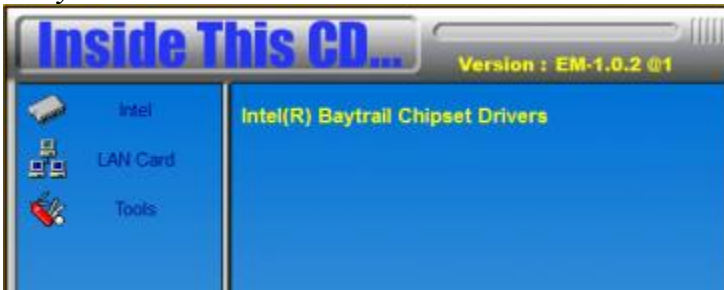 Inside This CD...
Version : EM-1.0.2 @1
Intel
Intel(R) Baytrail Chipset Drivers
LAN Card
Tools